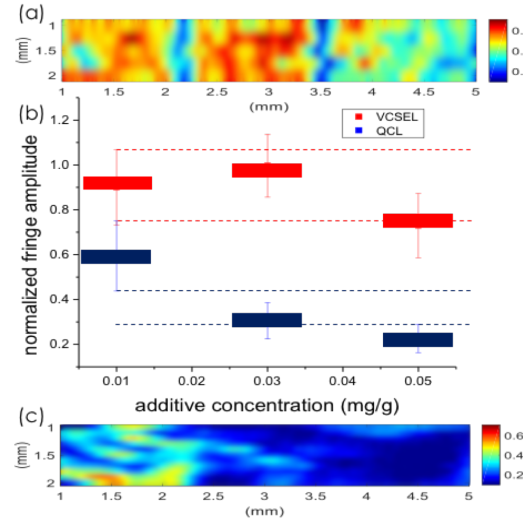 (a)
(mm)
1
1.5
2
1 1.5 2 2.5 3 3.5 4 4.5 5
(mm)
(b)
VCSEL
QCL
normalized fringe amplitude
1.2
1.0
0.8
0.6
0.4
0.2
0.01 0.02 0.03 0.04 0.05
additive concentration (mg/g)
(c)
(mm)
1
1.5
2
1 1.5 2 2.5 3 3.5 4 4.5 5
(mm)
0.6
0.4
0.2